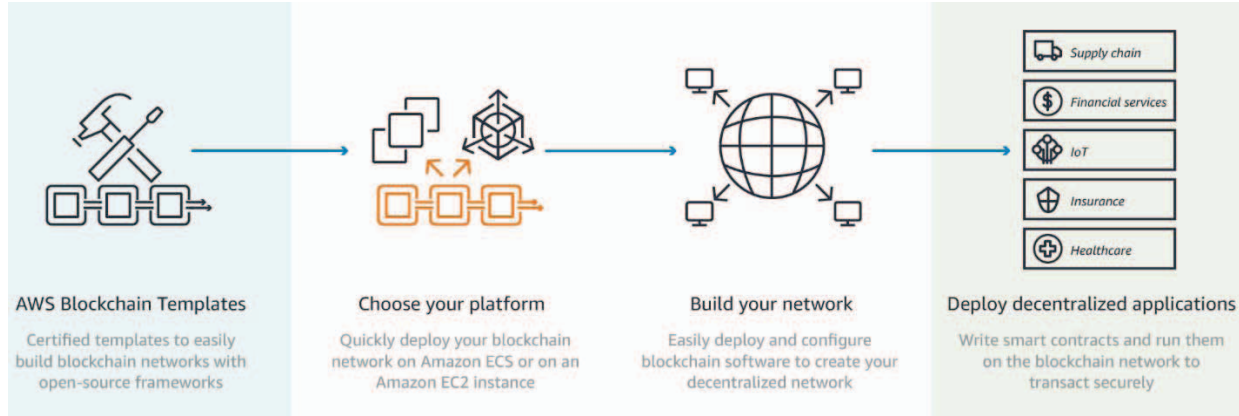 Supply chain
Financial services
IoT
Insurance
Healthcare
AWS Blockchain Templates
Certified templates to easily
build blockchain networks with
open-source frameworks
Choose your platform
Quickly deploy your blockchain
network on Amazon ECS or on an
Amazon EC2 instance
Build your network
Easily deploy and configure
blockchain software to create your
decentralized network
Deploy decentralized applications
Write smart contracts and run them
on the blockchain network to
transact securely